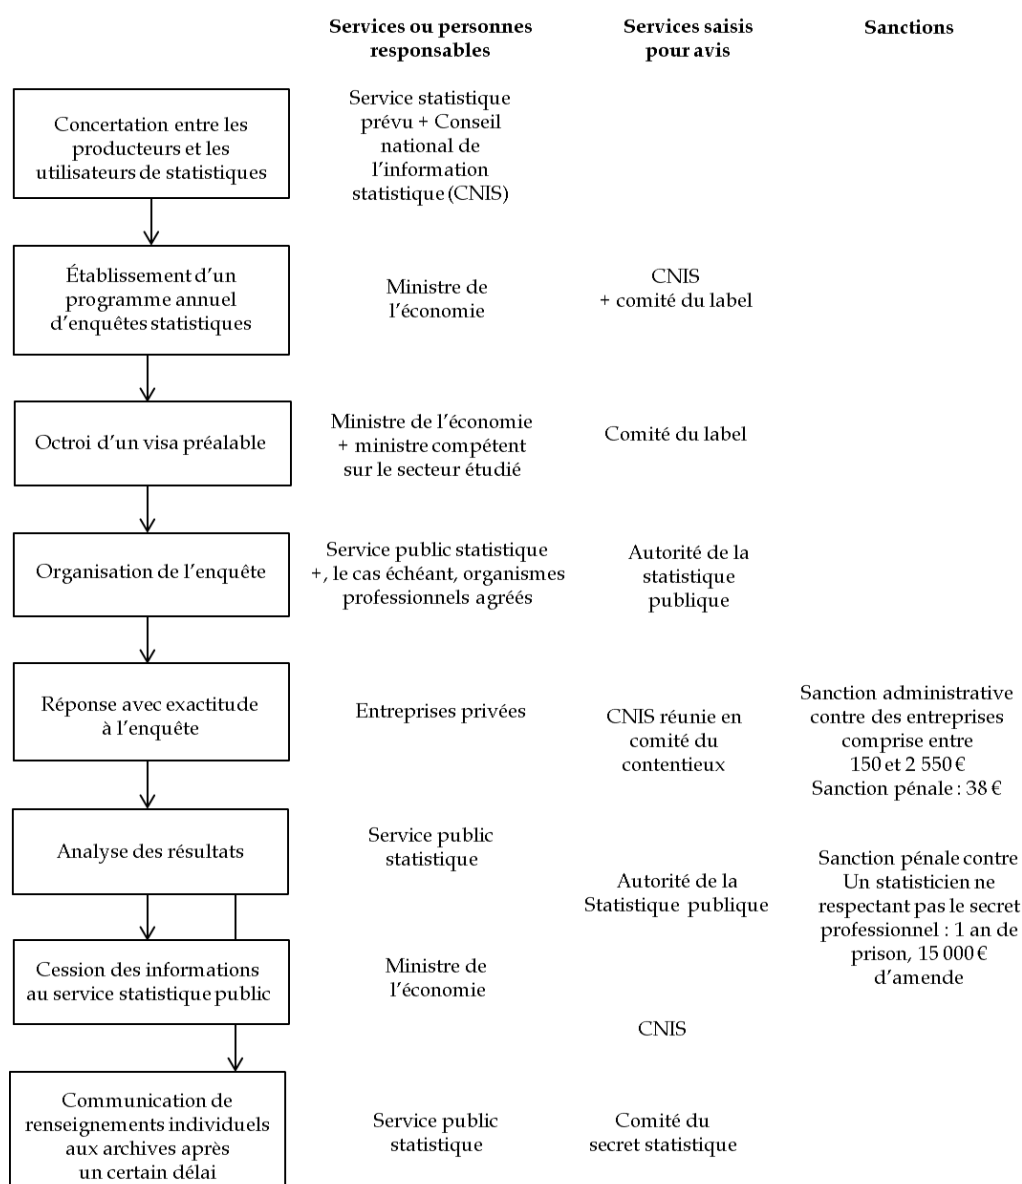 Services ou personnes
responsables
Services saisis
pour avis
Sanctions
Concertation entre les
producteurs et les
utilisateurs de statistiques
Service statistique
prévu + Conseil
national de
l'information
statistique (CNIS)
Établissement d'un
programme annuel
d'enquêtes statistiques
Ministre de
l'économie
CNIS
+ comité du label
Octroi d'un visa préalable
Ministre de l'économie
+ ministre compétent
sur le secteur étudié
Comité du label
Organisation de l'enquête
Service public statistique
+, le cas échéant, organismes
professionnels agréés
Autorité de la
statistique
publique
Réponse avec exactitude
à l'enquête
Entreprises privées
CNIS réunie en
comité du
contentieux
Sanction administrative
contre des entreprises
comprise entre
150 et 2 550 €
Sanction pénale : 38 €
Analyse des résultats
Service public
statistique
Autorité de la
Statistique publique
Sanction pénale contre
Un statisticien ne
respectant pas le secret
professionnel : 1 an de
prison, 15 000 €
d'amende
Cession des informations
au service statistique public
Ministre de
l'économie
CNIS
Communication de
renseignements individuels
aux archives après
un certain délai
Service public
statistique
Comité du
secret statistique